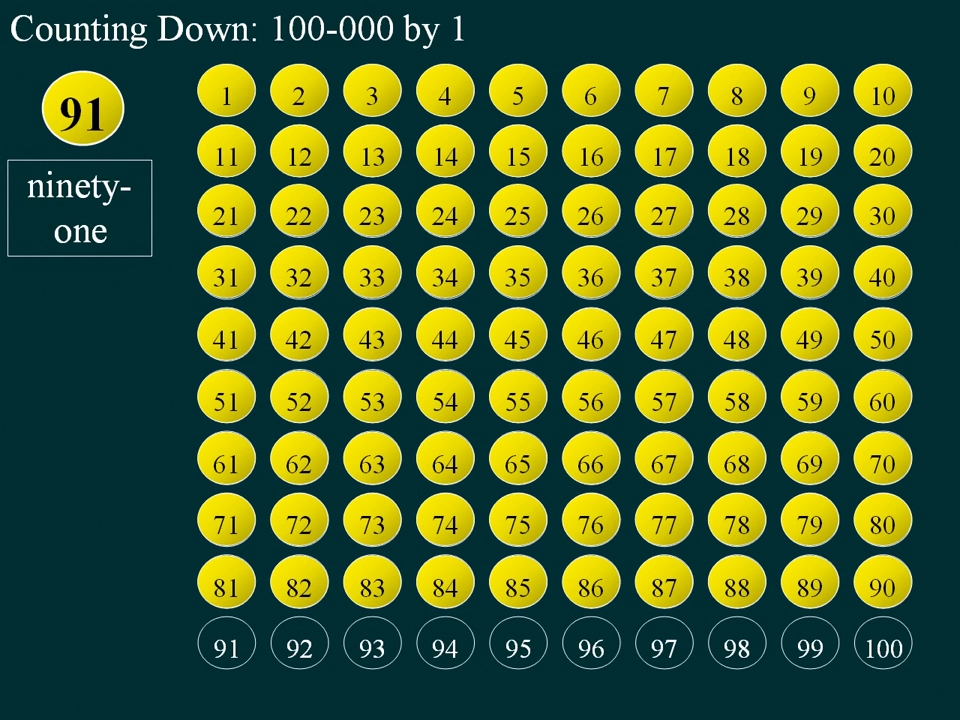 Counting Down: 100-000 by 1
91
ninety-
one
1 2 3 4 5 6 7 8 9 10
11 12 13 14 15 16 17 18 19 20
21 22 23 24 25 26 27 28 29 30
31 32 33 34 35 36 37 38 39 40
41 42 43 44 45 46 47 48 49 50
51 52 53 54 55 56 57 58 59 60
61 62 63 64 65 66 67 68 69 70
71 72 73 74 75 76 77 78 79 80
81 82 83 84 85 86 87 88 89 90
91 92 93 94 95 96 97 98 99 100